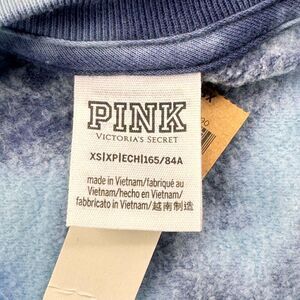 PINK
VICTORIA'S SECRET
XS|XP|ECH|165/84A
made in Vietnam/fabriqué au
Vietnam/hecho en Vietnam/
fabbricato in Vietnam/越南制造